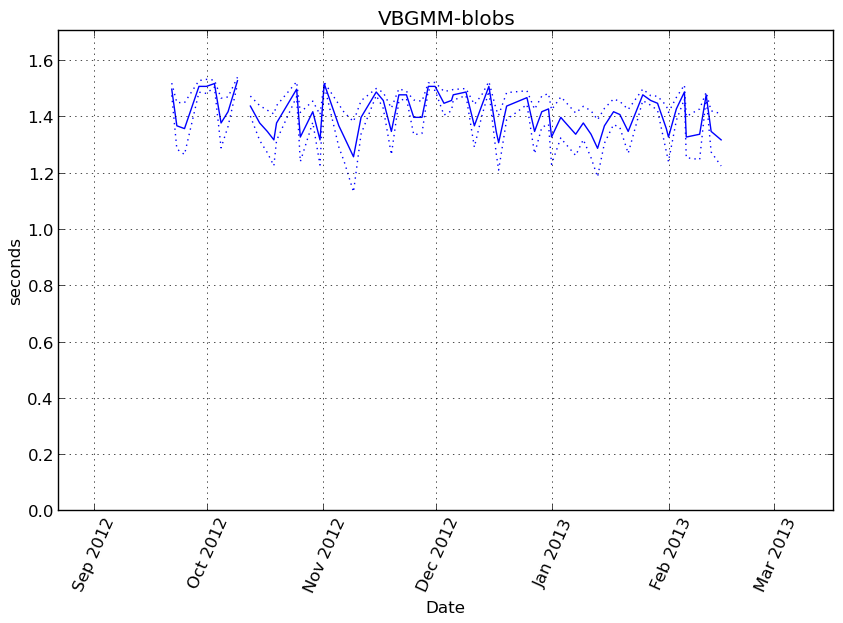 VBGMM-blobs
1.6
1.4
1.2
1.0
0.8
0.6
0.4
0.2
0.0
seconds
Sep 2012
Oct 2012
Nov 2012
Dec 2012
Jan 2013
Feb 2013
Mar 2013
Date